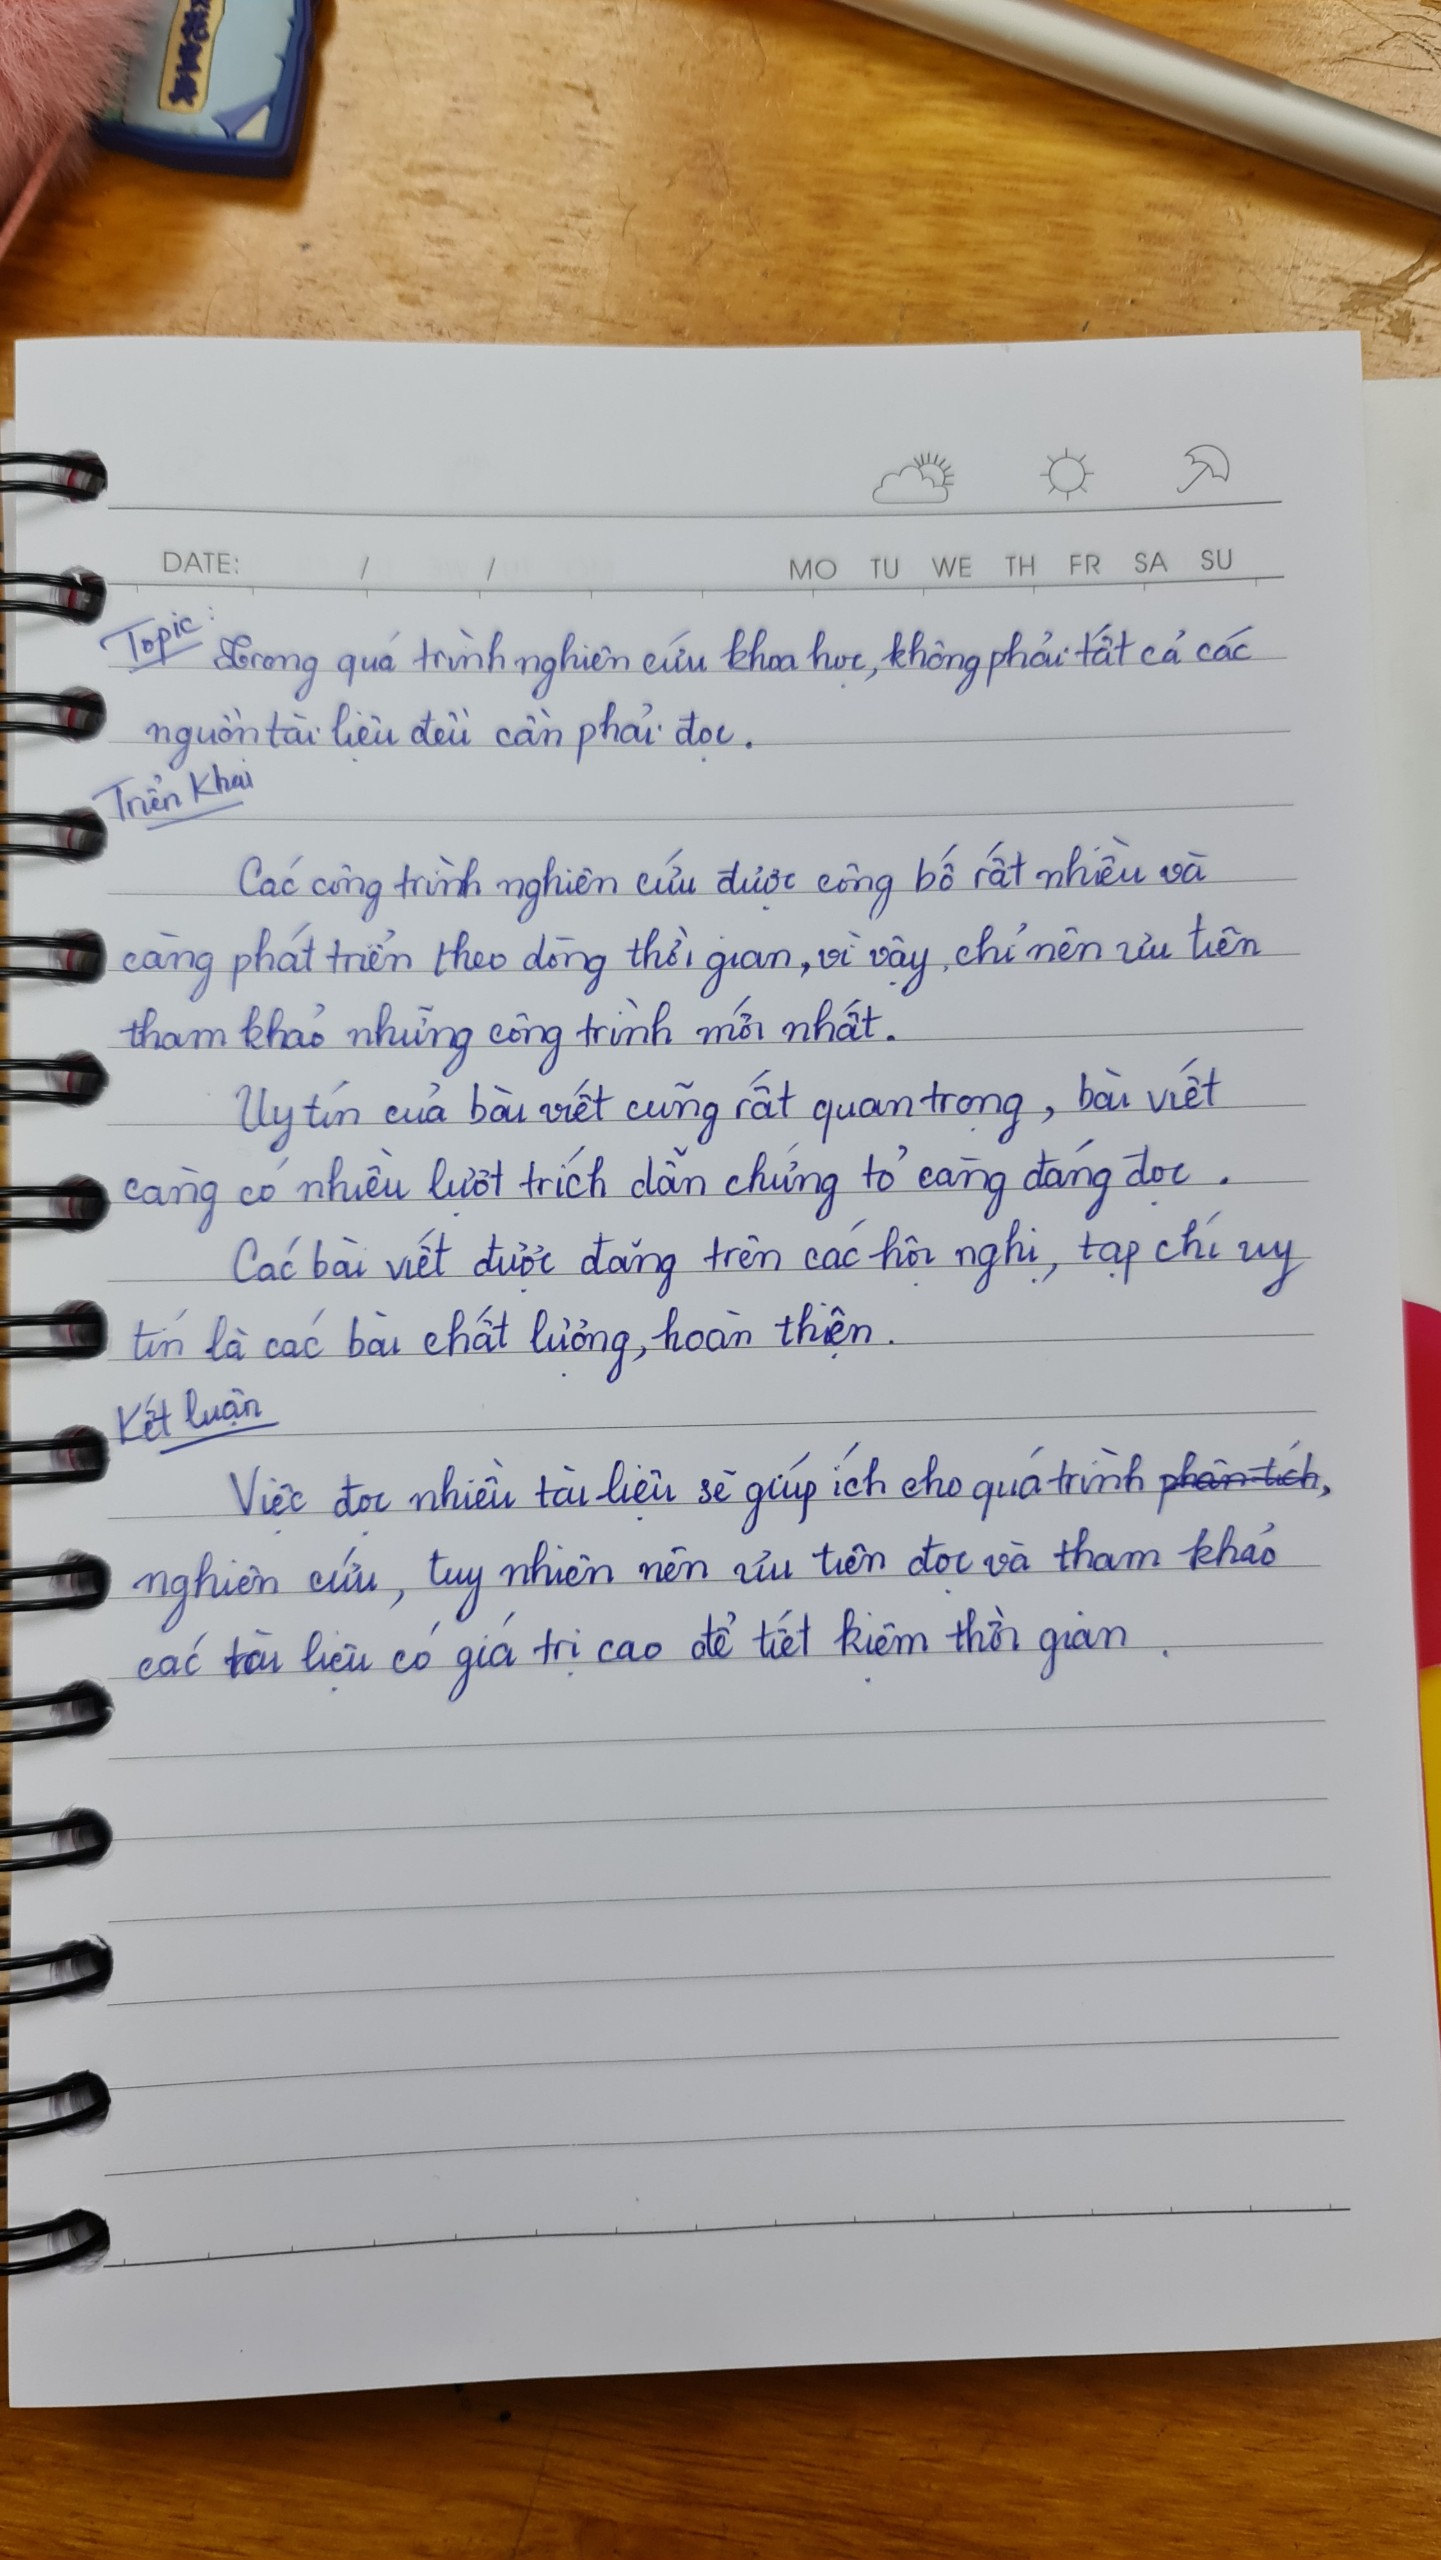 DATE: / / MO TU WE TH FR SA SU
Topic: Trong quá trình nghiên cứu khoa học, không phải tất cả các
nguồn tài liệu đều cần phải đọc.
Triển khai
Các công trình nghiên cứu được công bố rất nhiều và
càng phát triển theo dòng thời gian, vì vậy, chỉ nên ưu tiên
tham khảo những công trình mới nhất.
Uy tín của bài viết cũng rất quan trọng, bài viết
càng có nhiều lượt trích dẫn chứng tỏ càng đáng đọc.
Các bài viết được đăng trên các hội nghị, tạp chí uy
tín là các bài chất lượng, hoàn thiện.
Kết luận
Việc đọc nhiều tài liệu sẽ giúp ích cho quá trình phân tích,
nghiên cứu, tuy nhiên nên ưu tiên đọc và tham khảo
các tài liệu có giá trị cao để tiết kiệm thời gian.